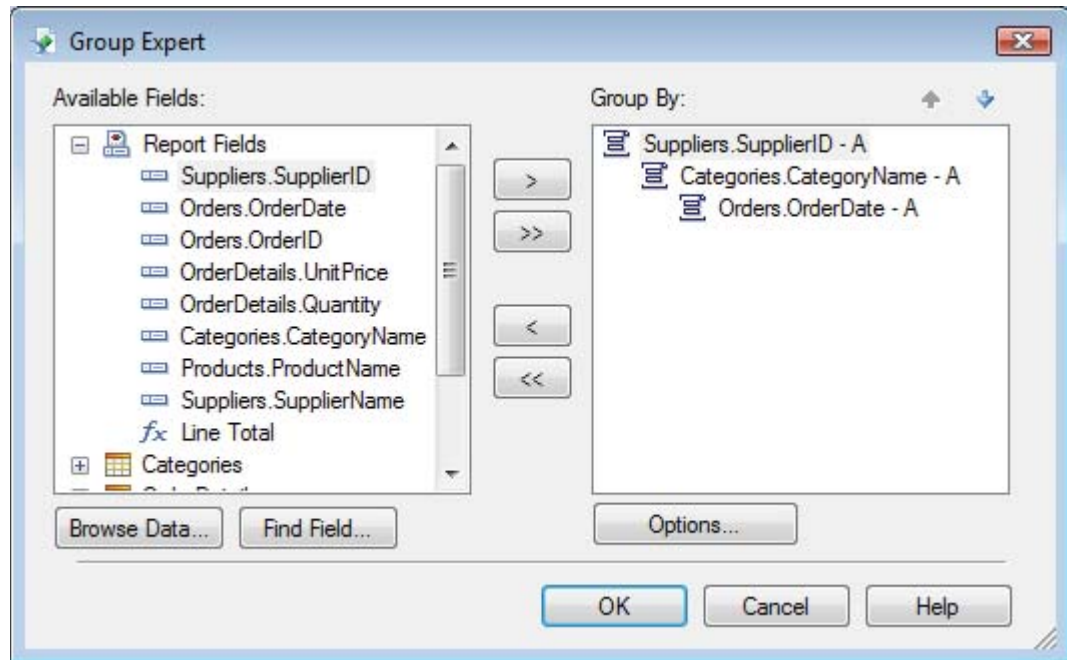 Group Expert
Available Fields:
Report Fields
Suppliers.SupplierID
Orders.OrderDate
Orders.OrderID
OrderDetails.UnitPrice
OrderDetails.Quantity
Categories.CategoryName
Products.ProductName
Suppliers.SupplierName
fx Line Total
Categories
>
>>
<
<<
Group By:
Suppliers.SupplierID - A
Categories.CategoryName - A
Orders.OrderDate - A
Browse Data...
Find Field...
Options...
OK
Cancel
Help